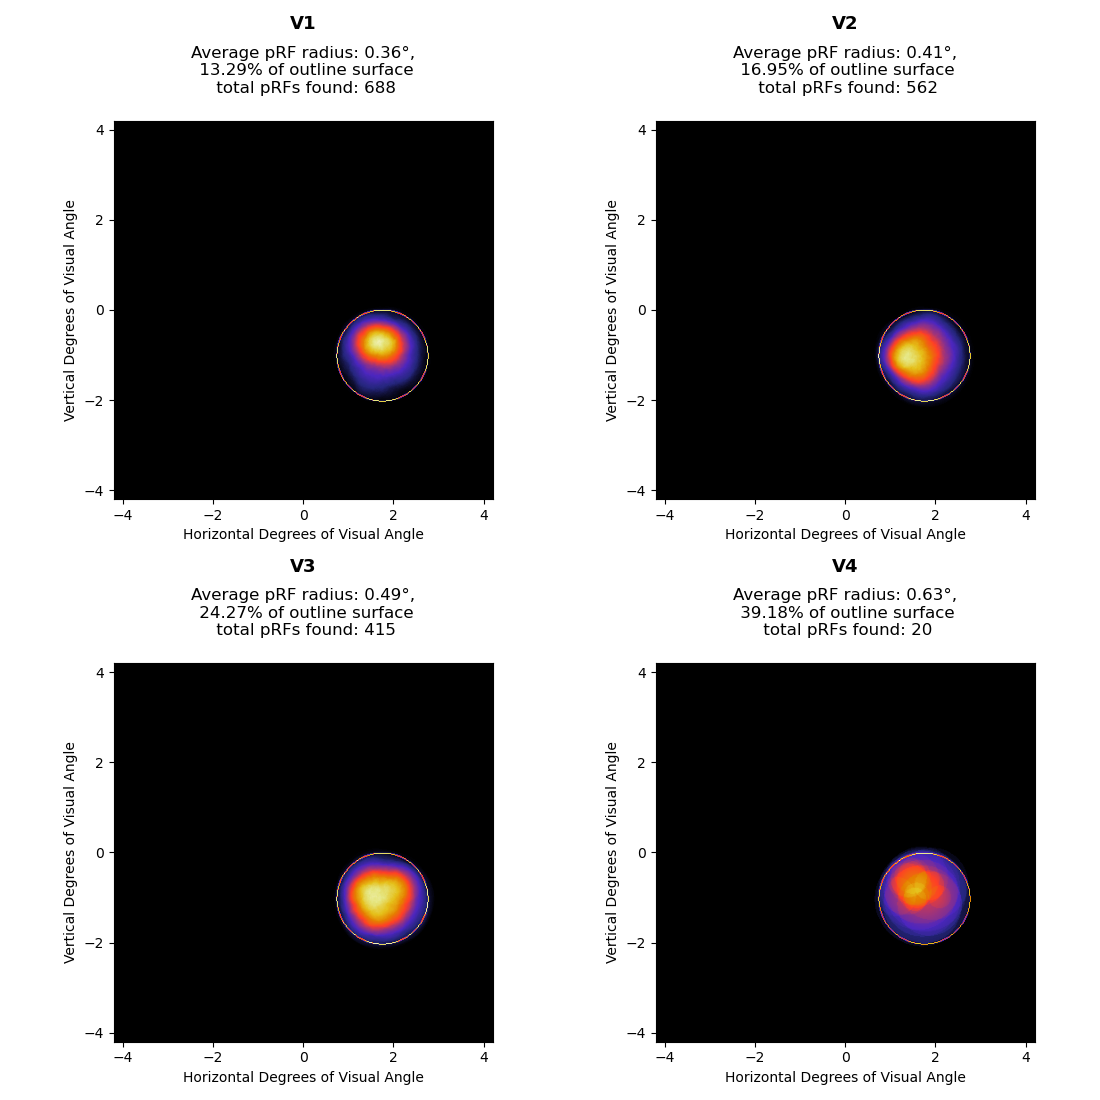 V1
Average pRF radius: 0.36°,
13.29% of outline surface
total pRFs found: 688
4
2
0
−2
−4
−4 −2 0 2 4
Vertical Degrees of Visual Angle
Horizontal Degrees of Visual Angle
V2
Average pRF radius: 0.41°,
16.95% of outline surface
total pRFs found: 562
4
2
0
−2
−4
−4 −2 0 2 4
Vertical Degrees of Visual Angle
Horizontal Degrees of Visual Angle
V3
Average pRF radius: 0.49°,
24.27% of outline surface
total pRFs found: 415
4
2
0
−2
−4
−4 −2 0 2 4
Vertical Degrees of Visual Angle
Horizontal Degrees of Visual Angle
V4
Average pRF radius: 0.63°,
39.18% of outline surface
total pRFs found: 20
4
2
0
−2
−4
−4 −2 0 2 4
Vertical Degrees of Visual Angle
Horizontal Degrees of Visual Angle